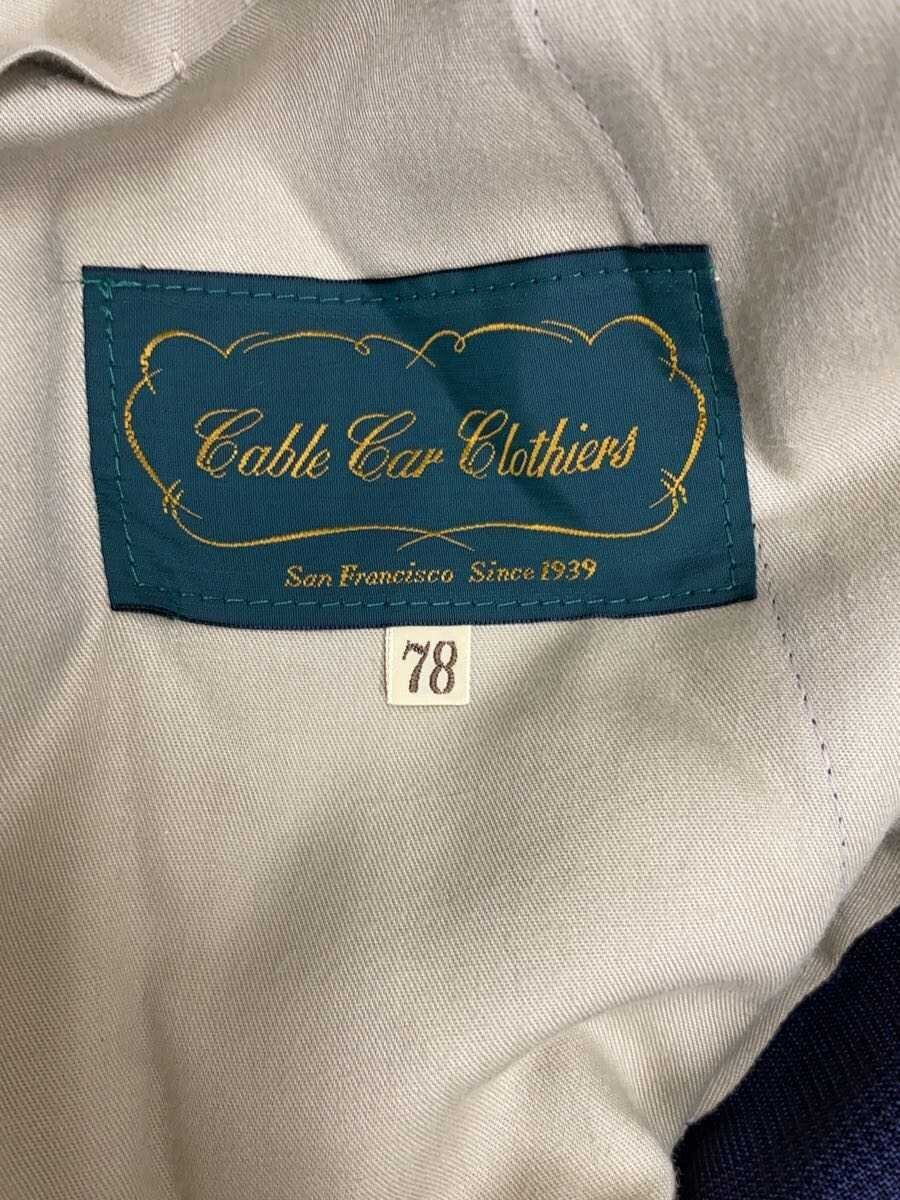 Cable Car Clothiers
San Francisco Since 1939
78